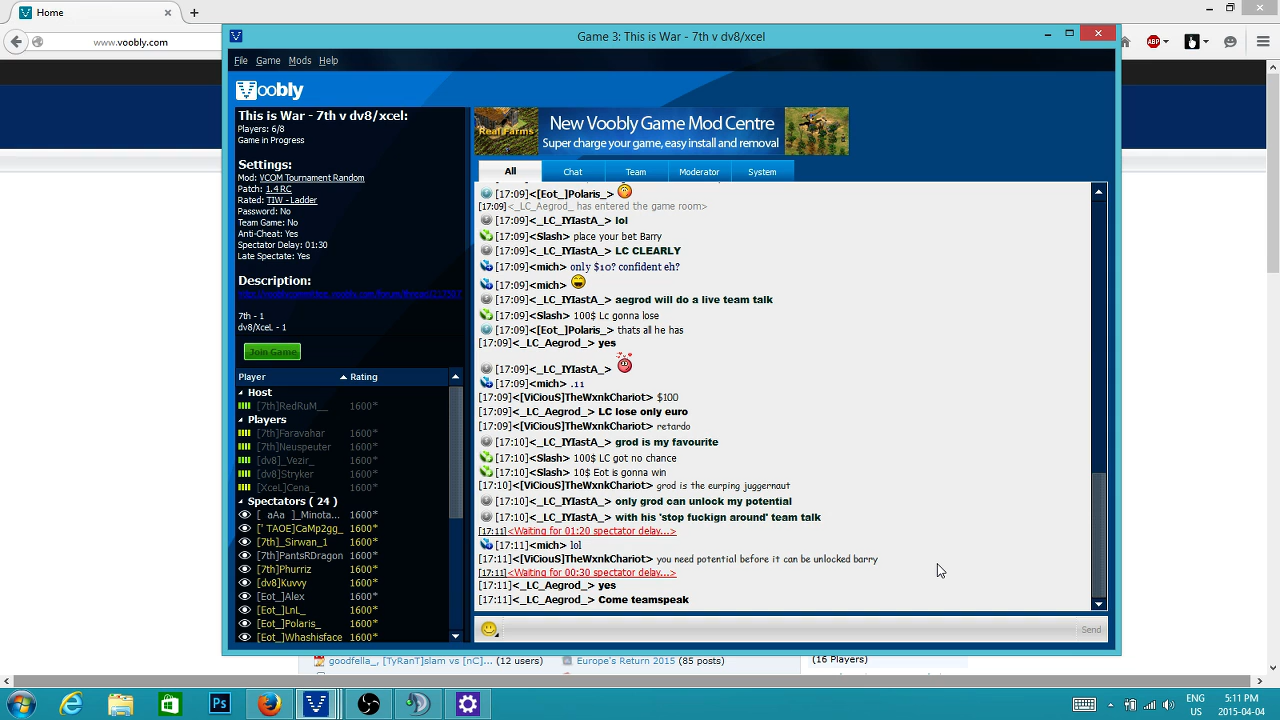 Home
www.voobly.com
ABP
Game 3: This is War - 7th v dv8/xcel
File Game Mods Help
Voobly
This is War - 7th v dv8/xcel:
Players: 6/8
Game in Progress
Settings:
Mod: VCOM Tournament Random
Patch: 1.4 RC
Rated: TIW -Ladder
Password: No
Team Game: No
Anti-Cheat: Yes
Spectator Delay: 01:30
Late Spectate: Yes
Description:
7th - 1
dv8/XceL - 1
Join Game
Player Rating
Host
[7th]RedRuM__ 1600*
Players
[7th]Faravahar 1600*
[7th]Neuspeuter 1600*
[dv8]_Vezir_ 1600*
[dv8]Stryker 1600*
[XceL]Cena_ 1600*
Spectators ( 24 )
[ aAa ]_Minota... 1600*
[' TAOE]CaMp2gg_ 1600*
_Sirwan_1 1600*
]PantsRDragon 1600*
[7th]Phurriz 1600*
[dv8]Kuvvy 1600*
[Eot_]Alex 1600*
[Eot_]LnL_ 1600*
[Eot_]Polaris_ 1600*
[Eot_]Whashisface 1600*
Real Farms
New Voobly Game Mod Centre
Super charge your game, easy install and removal
All Chat Team Moderator System
[17:09]<[Eot_]Polaris_>
[17:09]<_LC_Aegrod_ has entered the game room>
[17:09]<_LC_IYIastA_> lol
[17:09]<Slash> place your bet Barry
[17:09]<_LC_IYIastA_> LC CLEARLY
[17:09]<mich> only $10? confident eh?
[17:09]<mich>
[17:09]<_LC_IYIastA_> aegrod will do a live team talk
[17:09]<Slash> 100$ Lc gonna lose
[17:09]<[Eot_]Polaris_> thats all he has
[17:09]<_LC_Aegrod_> yes
[17:09]<_LC_IYIastA_>
[17:09]<mich> .11
[17:09]<[ViCiouS]TheWxnkChariot> $100
[17:09]<_LC_Aegrod_> LC lose only euro
[17:09]<[ViCiouS]TheWxnkChariot> retardo
[17:10]<_LC_IYIastA_> grod is my favourite
[17:10]<Slash> 100$ LC got no chance
[17:10]<Slash> 10$ Eot is gonna win
[17:10]<[ViCiouS]TheWxnkChariot> grod is the eurping juggernaut
[17:10]<_LC_IYIastA_> only grod can unlock my potential
[17:10]<_LC_IYIastA_> with his 'stop fuckign around' team talk
[17:11]<Waiting for 01:20 spectator delay...>
[17:11]<mich> lol
[17:11]<[ViCiouS]TheWxnkChariot> you need potential before it can be unlocked barry
[17:11]<Waiting for 00:30 spectator delay...>
[17:11]<_LC_Aegrod_> yes
[17:11]<_LC_Aegrod_> Come teamspeak
Send
goodfella_, [TyRanT]slam vs [nC]... (12 users) Europe's Return 2015 (85 posts) (16 Players)
Ps
ENG
US
5:11 PM
2015-04-04